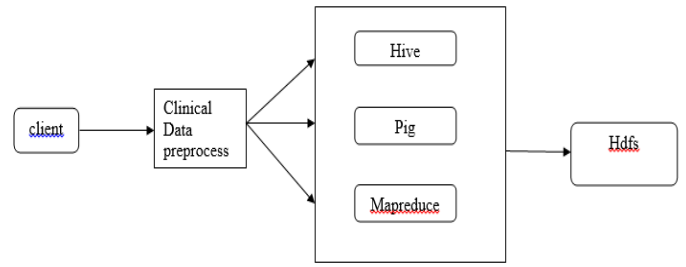 client
Clinical
Data
preprocess
Hive
Pig
Mapreduce
Hdfs